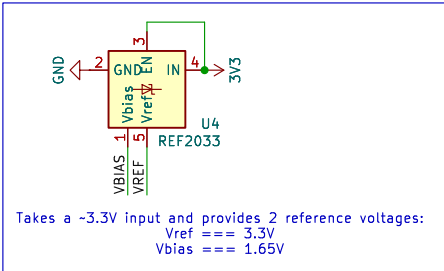 3
GND
2
GND
EN
IN
4
3V3
Vbias
Vref
U4
1
5
REF2033
VBIAS
VREF
Takes a ~3.3V input and provides 2 reference voltages:
Vref === 3.3V
Vbias === 1.65V